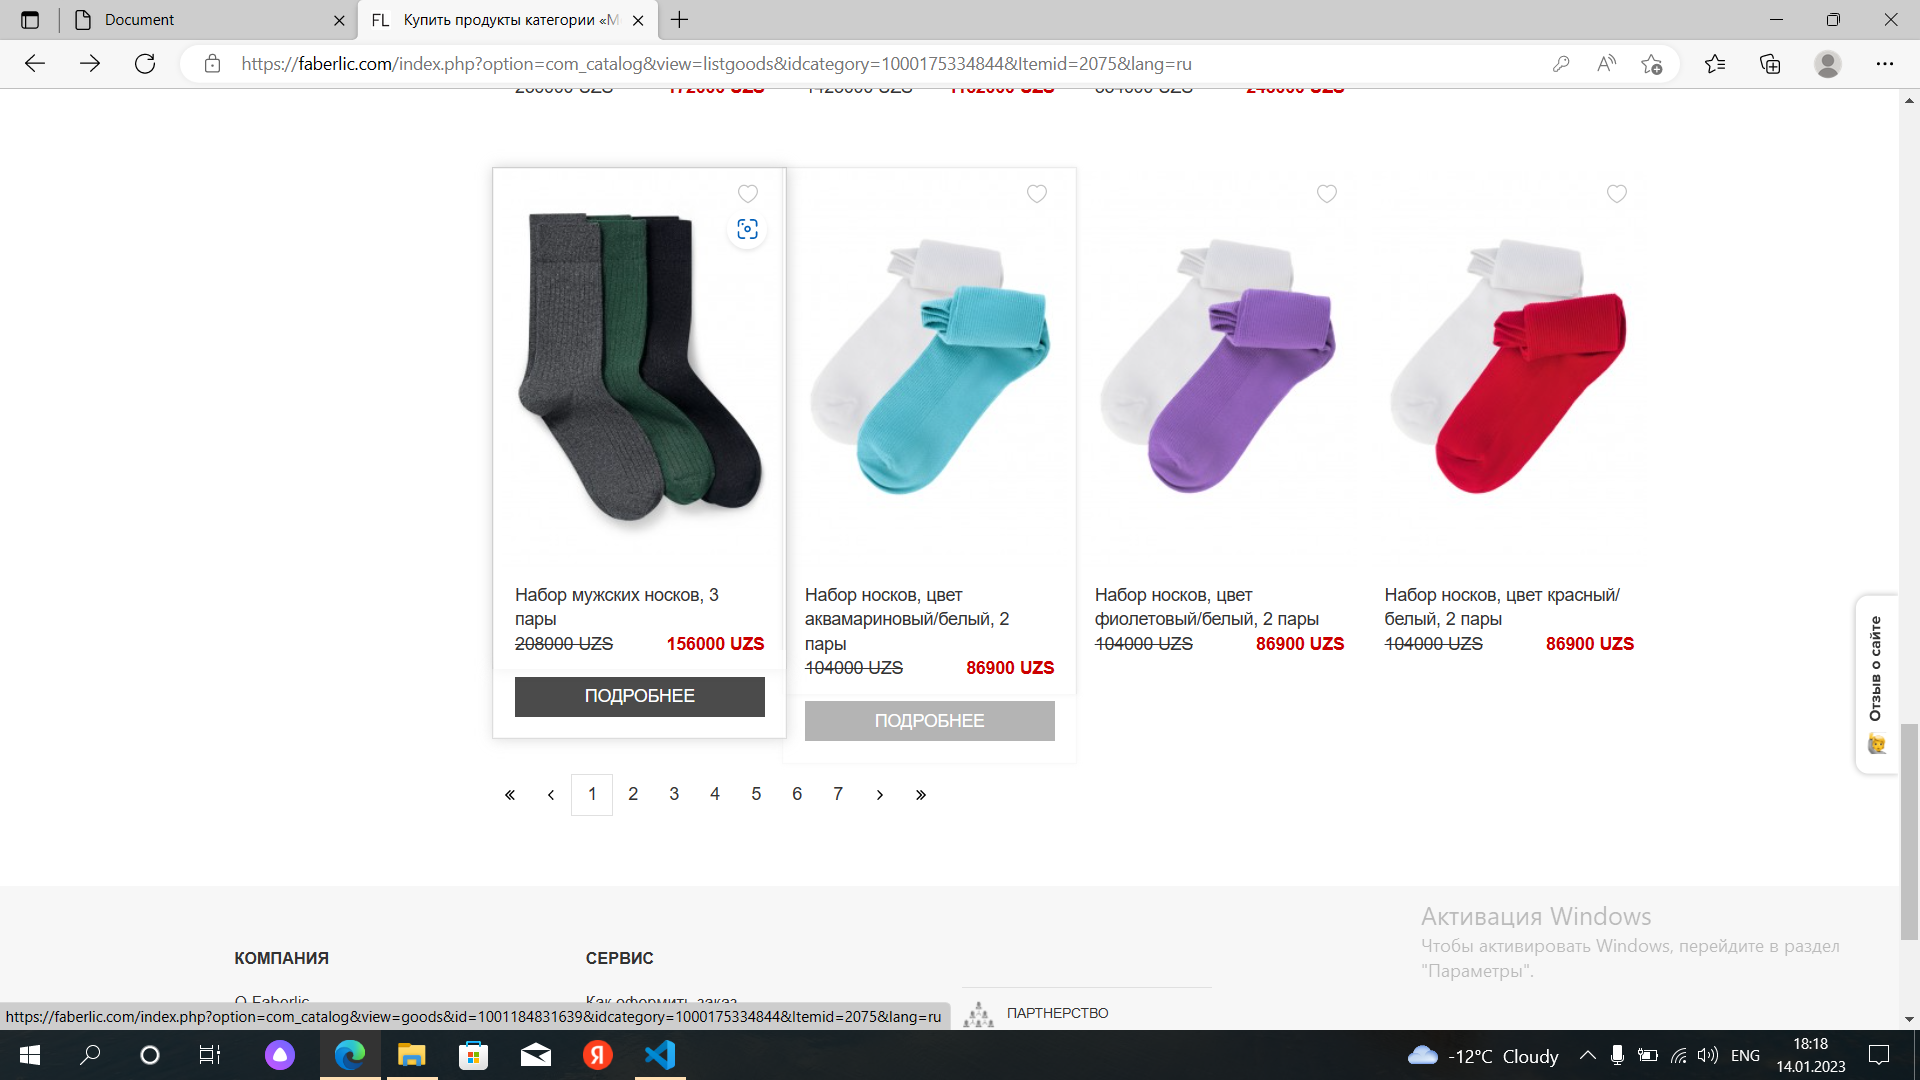 Document
FL Купить продукты категории «М
https://faberlic.com/index.php?option=com_catalog&view=listgoods&idcategory=1000175334844&Itemid=2075&lang=ru
Набор мужских носков, 3
пары
208000 UZS 156000 UZS
ПОДРОБНЕЕ
Набор носков, цвет
аквамариновый/белый, 2
пары
104000 UZS 86900 UZS
ПОДРОБНЕЕ
Набор носков, цвет
фиолетовый/белый, 2 пары
104000 UZS 86900 UZS
Набор носков, цвет красный/
белый, 2 пары
104000 UZS 86900 UZS
Отзыв о сайте
« ‹ 1 2 3 4 5 6 7 › »
Активация Windows
Чтобы активировать Windows, перейдите в раздел
"Параметры".
КОМПАНИЯ
СЕРВИС
О Faberlic
Как оформить заказ
ПАРТНЕРСТВО
https://faberlic.com/index.php?option=com_catalog&view=goods&id=1001184831639&idcategory=1000175334844&Itemid=2075&lang=ru
Я
-12°C Cloudy
ENG
18:18
14.01.2023